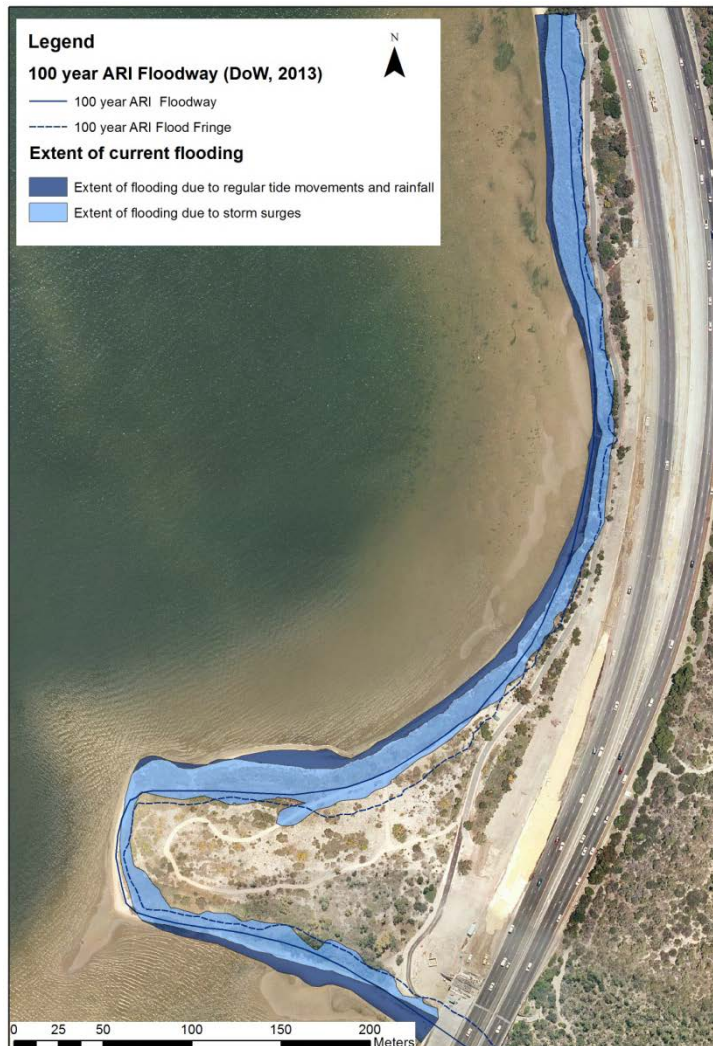 Legend
N
100 year ARI Floodway (DoW, 2013)
100 year ARI Floodway
100 year ARI Flood Fringe
Extent of current flooding
Extent of flooding due to regular tide movements and rainfall
Extent of flooding due to storm surges
0 25 50 100 150 200
Meters